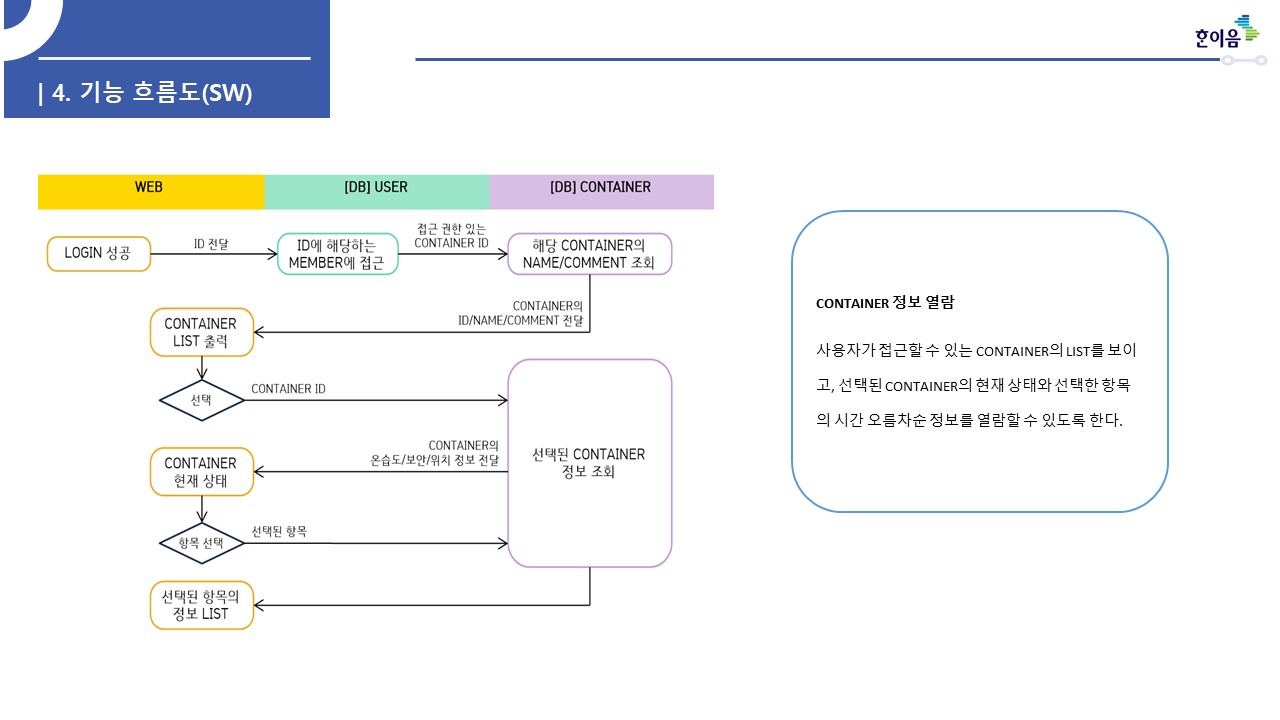 | 4. 기능 흐름도(SW)
한이음
WEB
[DB] USER
[DB] CONTAINER
LOGIN 성공
ID 전달
ID에 해당하는
MEMBER에 접근
접근 권한 있는
CONTAINER ID
해당 CONTAINER의
NAME/COMMENT 조회
CONTAINER의
ID/NAME/COMMENT 전달
CONTAINER
LIST 출력
선택
CONTAINER ID
선택된 CONTAINER
정보 조회
CONTAINER의
온습도/보안/위치 정보 전달
CONTAINER
현재 상태
항목 선택
선택된 항목
선택된 항목의
정보 LIST
CONTAINER 정보 열람
사용자가 접근할 수 있는 CONTAINER의 LIST를 보이
고, 선택된 CONTAINER의 현재 상태와 선택한 항목
의 시간 오름차순 정보를 열람할 수 있도록 한다.